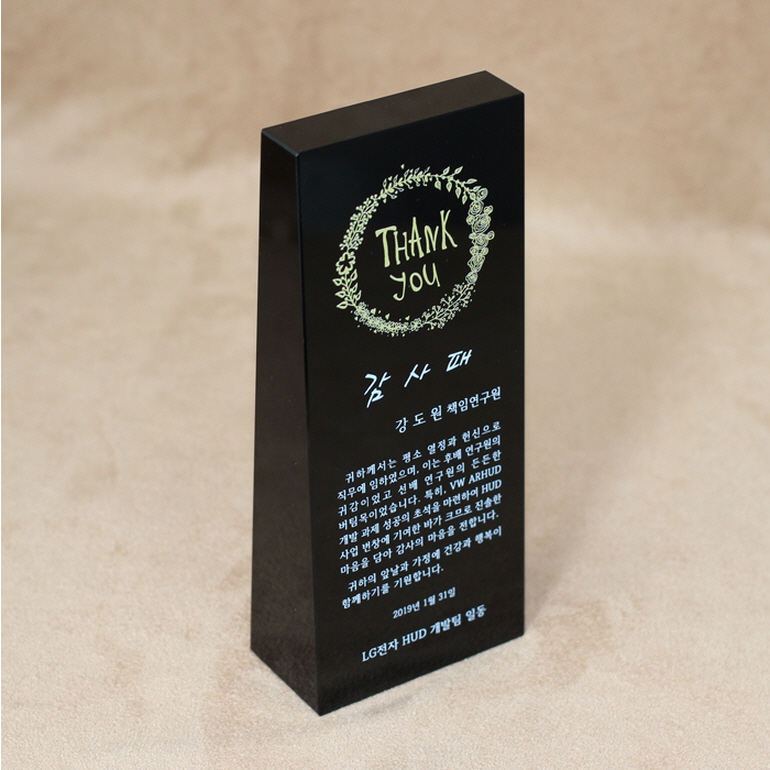 THANK
YOU
감 사 패
강 도 원 책임연구원
귀하께서는 평소 열정과 헌신으로
직무에 임하였으며, 이는 후배 연구원의
귀감이었고 선배 연구원의 든든한
버팀목이었습니다. 특히, VW ARHUD
개발 과제 성공의 초석을 마련하여 HUD
사업 번창에 기여한 바가 크므로 진솔한
마음을 담아 감사의 마음을 전합니다.
귀하의 앞날과 가정에 건강과 행복이
함께하기를 기원합니다.
2019년 1월 31일
LG전자 HUD 개발팀 일동